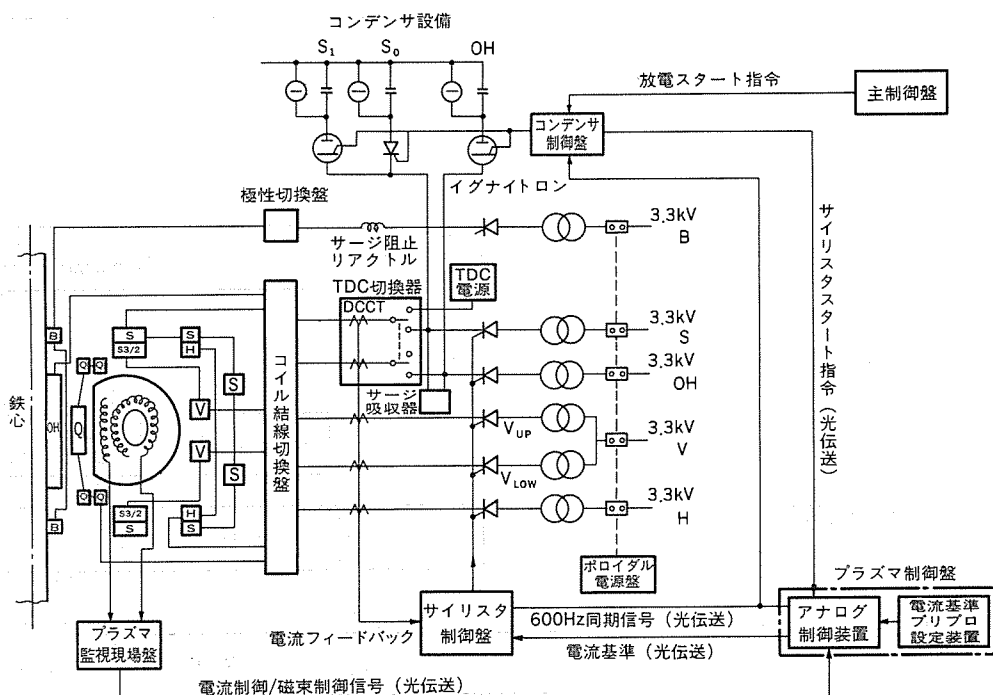 コンデンサ設備
S₁
S₀
OH
放電スタート指令
主制御盤
コンデンサ
制御盤
イグナイトロン
極性切換盤
サージ阻止
リアクトル
3.3kV
B
サイリスタスタート指令（光伝送）
TDC切換器
DCCT
TDC
電源
3.3kV
S
3.3kV
OH
サージ
吸収器
V UP
3.3kV
V
V LOW
3.3kV
H
コイル結線切換盤
鉄心
B
OH
Q
Q
Q
Q
Q
B
S
S3/2
S
H
S
V
V
S
S3/2
S
H
S
ポロイダル
電源盤
プラズマ制御盤
プラズマ
監視現場盤
電流フィードバック
サイリスタ
制御盤
600Hz同期信号（光伝送）
電流基準（光伝送）
アナログ
制御装置
電流基準
プリプロ
設定装置
電流制御/磁束制御信号（光伝送）